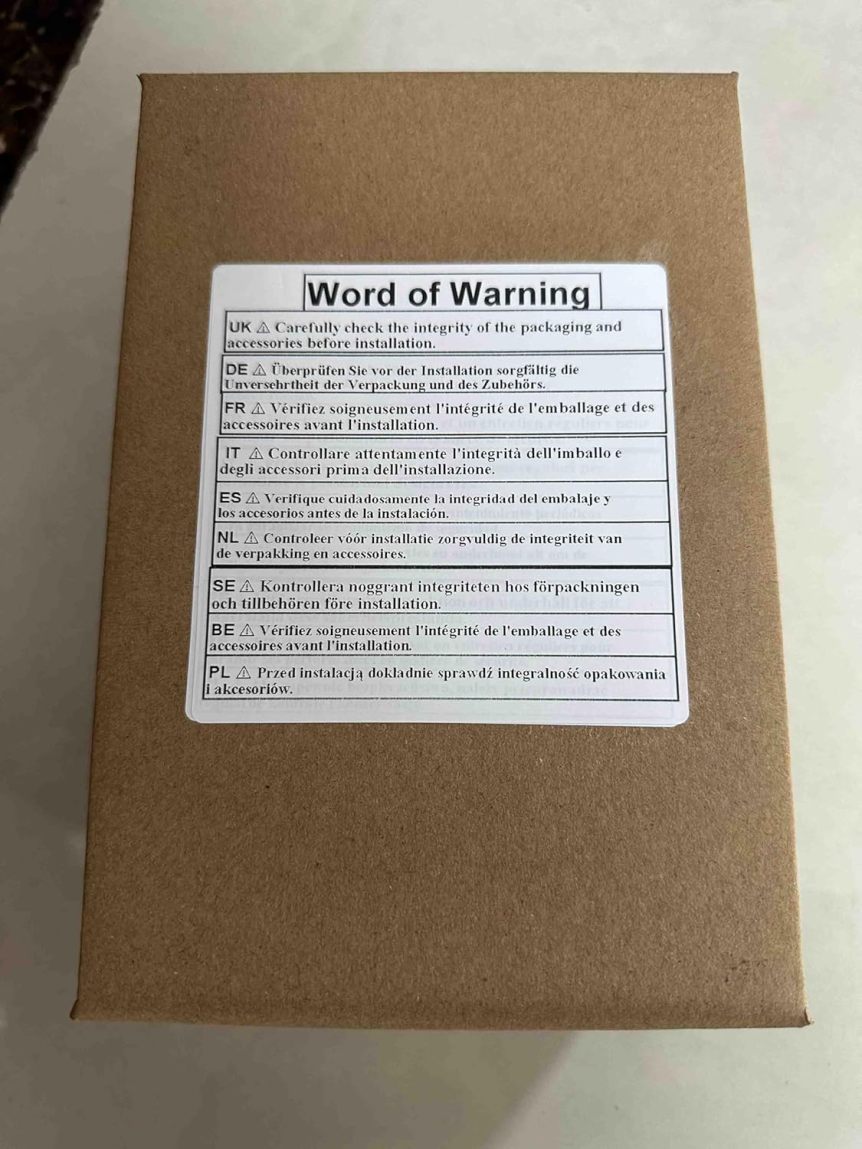 Word of Warning
UK ⚠ Carefully check the integrity of the packaging and
accessories before installation.
DE ⚠ Überprüfen Sie vor der Installation sorgfältig die
Unversehrtheit der Verpackung und des Zubehörs.
FR ⚠ Vérifiez soigneusement l'intégrité de l'emballage et des
accessoires avant l'installation.
IT ⚠ Controllare attentamente l'integrità dell'imballo e
degli accessori prima dell'installazione.
ES ⚠ Verifique cuidadosamente la integridad del embalaje y
los accesorios antes de la instalación.
NL ⚠ Controleer vóór installatie zorgvuldig de integriteit van
de verpakking en accessoires.
SE ⚠ Kontrollera noggrant integriteten hos förpackningen
och tillbehören före installation.
BE ⚠ Vérifiez soigneusement l'intégrité de l'emballage et des
accessoires avant l'installation.
PL ⚠ Przed instalacją dokładnie sprawdź integralność opakowania
i akcesoriów.